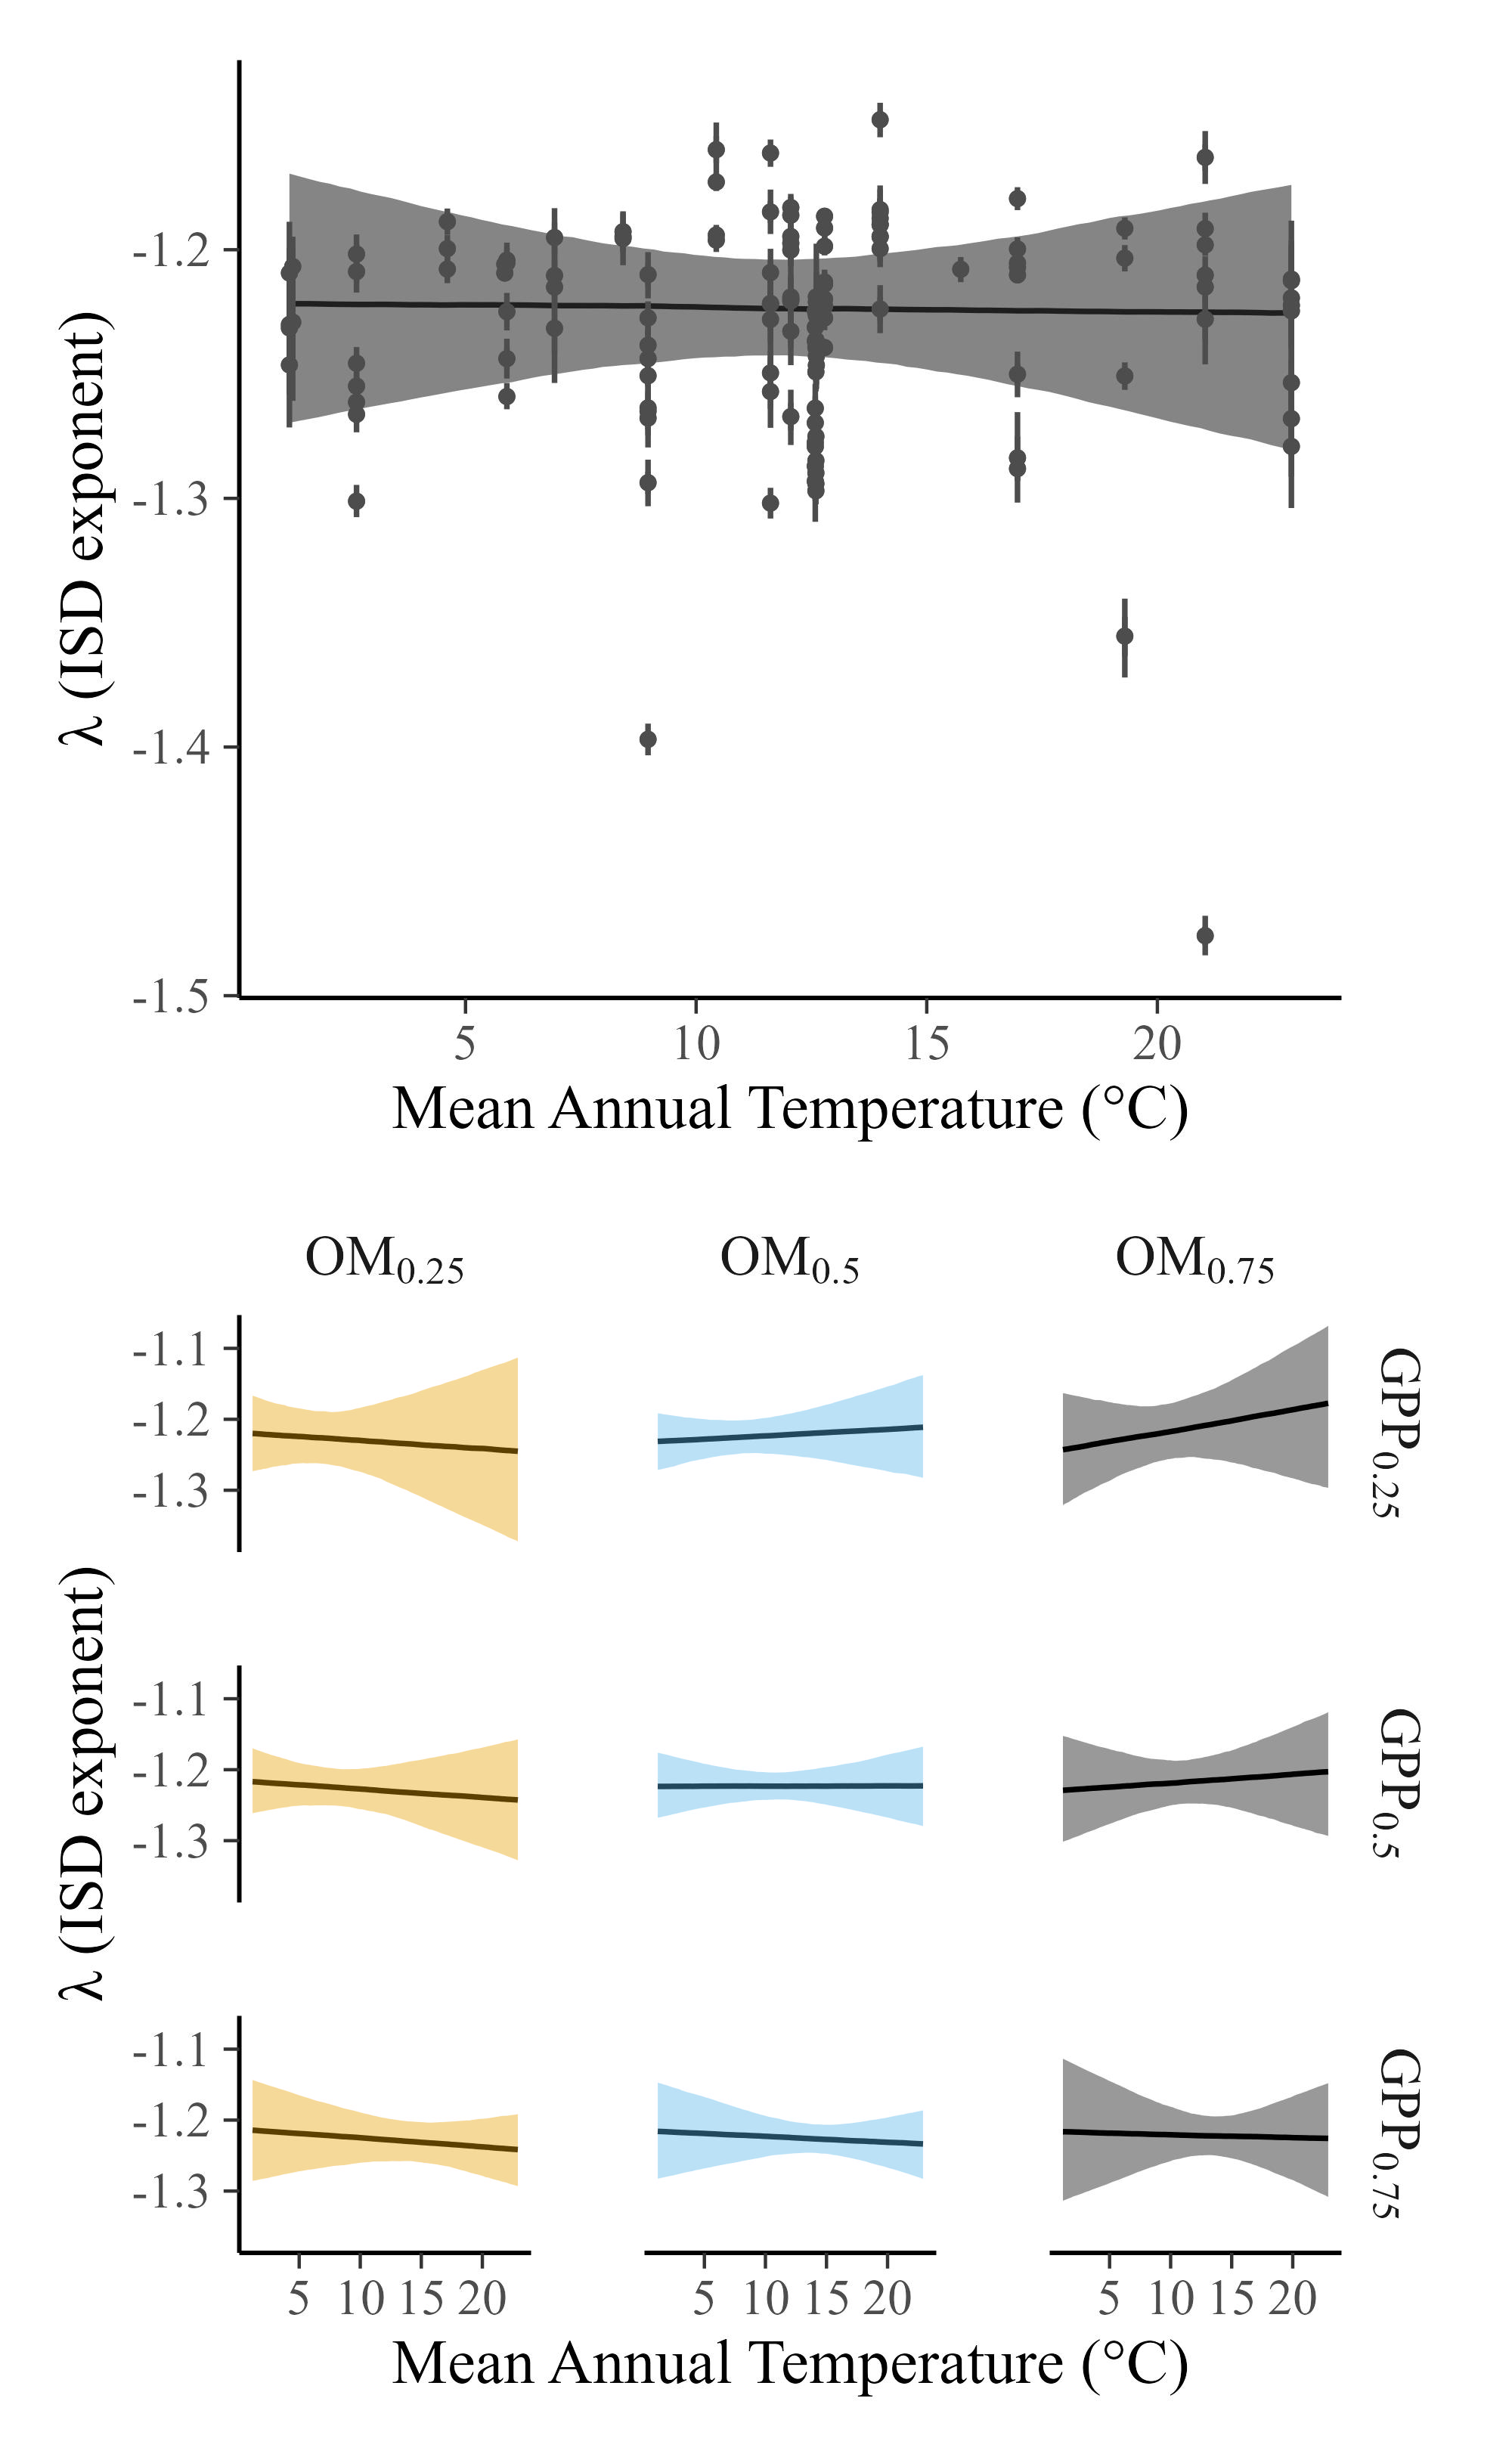 λ (ISD exponent)
-1.2
-1.3
-1.4
-1.5
5 10 15 20
Mean Annual Temperature (°C)
OM0.25 OM0.5 OM0.75
λ (ISD exponent)
-1.1
-1.2
-1.3
GPP0.25
-1.1
-1.2
-1.3
GPP0.5
-1.1
-1.2
-1.3
GPP0.75
5 10 15 20 5 10 15 20 5 10 15 20
Mean Annual Temperature (°C)